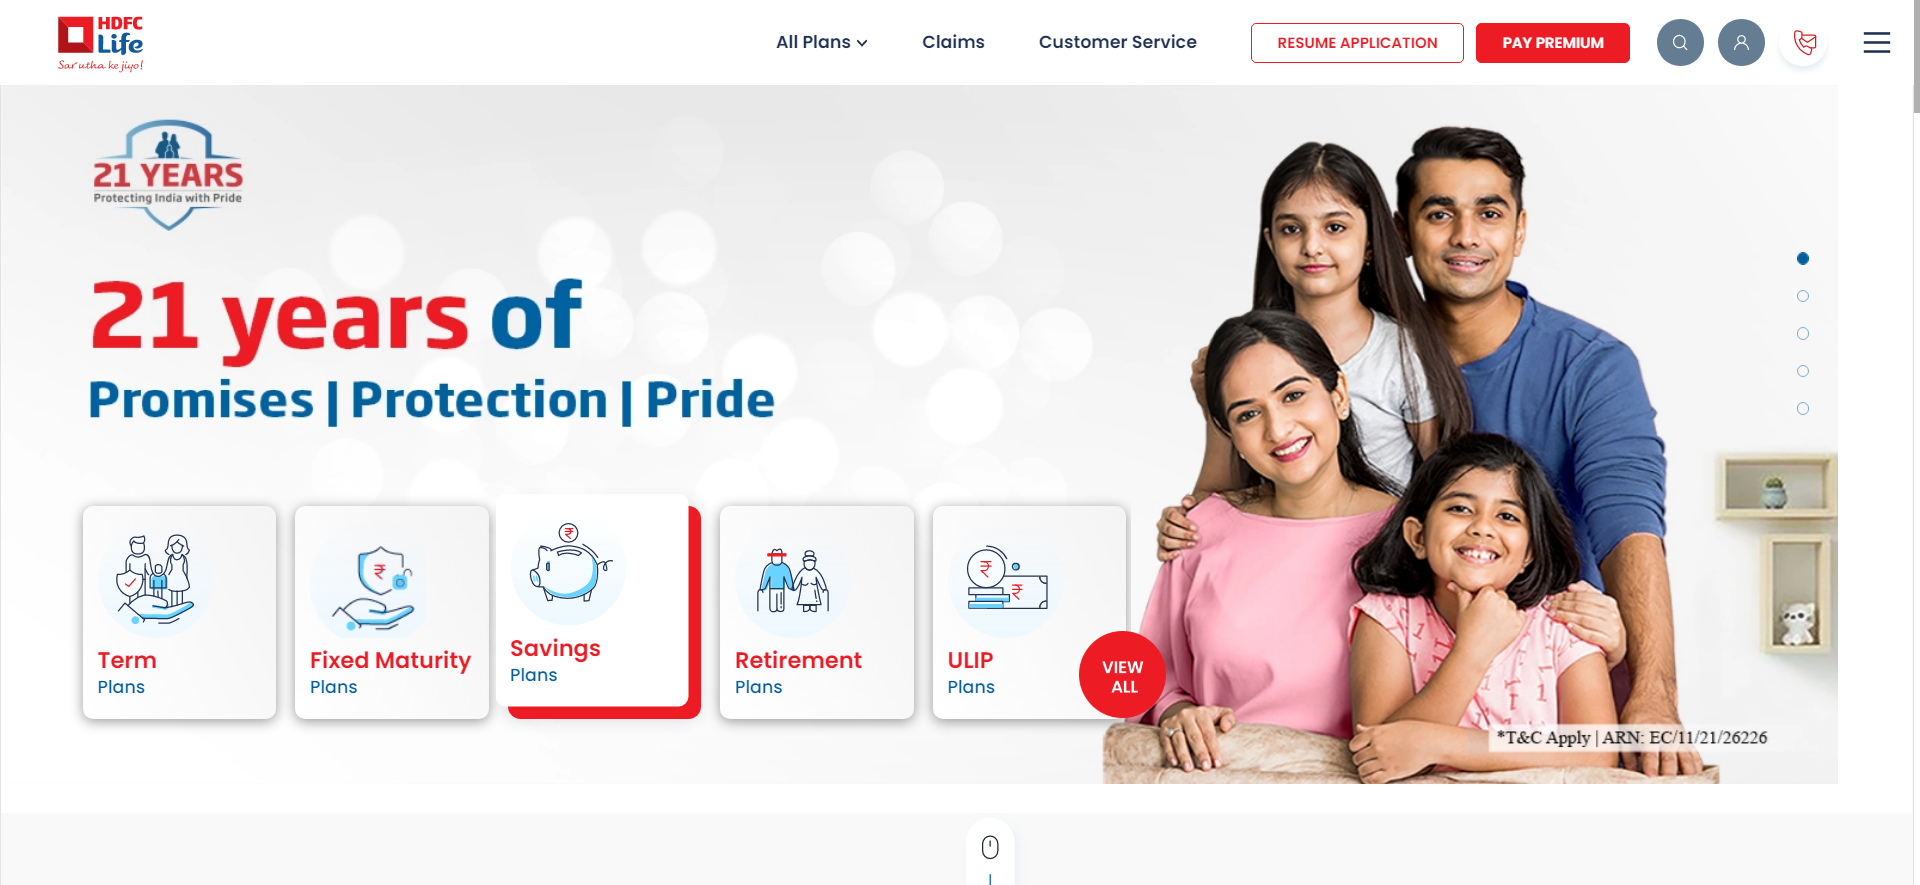 HDFC
Life
Sar utha ke jiyo!
All Plans
Claims
Customer Service
RESUME APPLICATION
PAY PREMIUM
21 YEARS
Protecting India with Pride
21 years of
Promises | Protection | Pride
Term
Plans
Fixed Maturity
Plans
Savings
Plans
Retirement
Plans
ULIP
Plans
VIEW
ALL
*T&C Apply | ARN: EC/11/21/26226